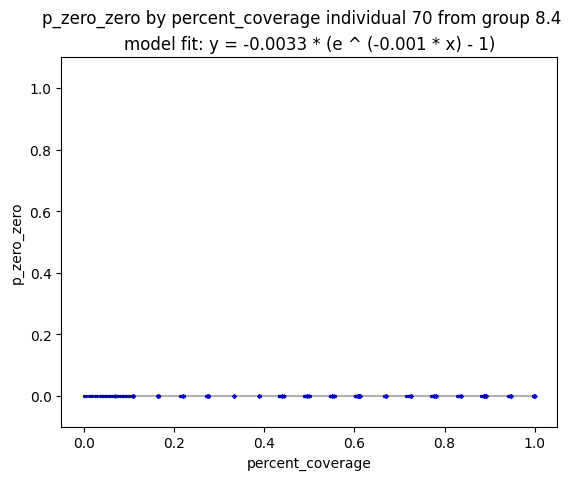 p_zero_zero by percent_coverage individual 70 from group 8.4
model fit: y = -0.0033 * (e ^ (-0.001 * x) - 1)
1.0
0.8
0.6
0.4
0.2
0.0
p_zero_zero
0.0 0.2 0.4 0.6 0.8 1.0
percent_coverage